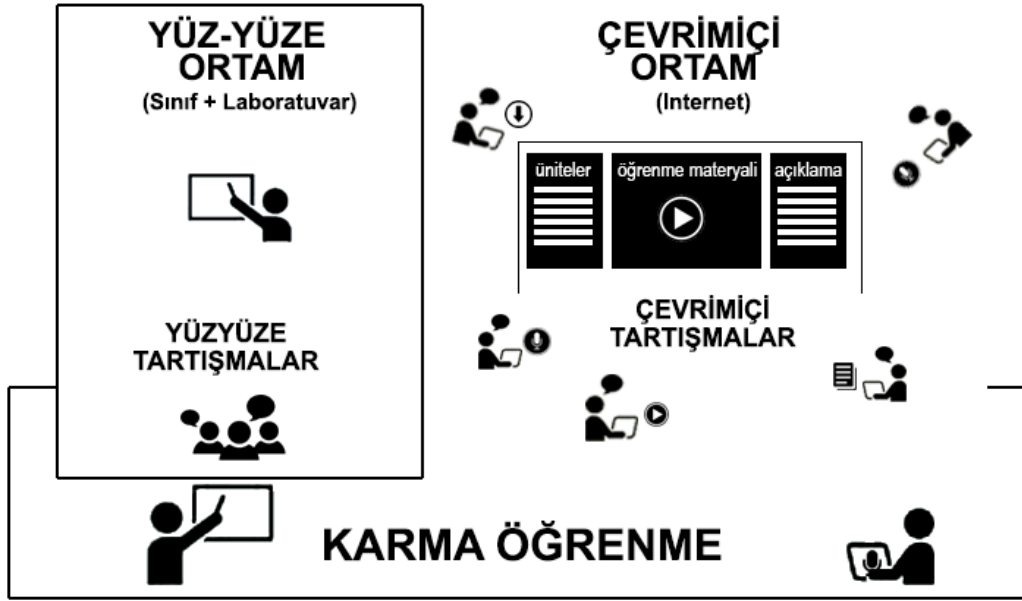 YÜZ-YÜZE
ORTAM
(Sınıf + Laboratuvar)
YÜZYÜZE
TARTIŞMALAR
ÇEVRİMİÇİ
ORTAM
(Internet)
üniteler
öğrenme materyali
açıklama
ÇEVRİMİÇİ
TARTIŞMALAR
KARMA ÖĞRENME